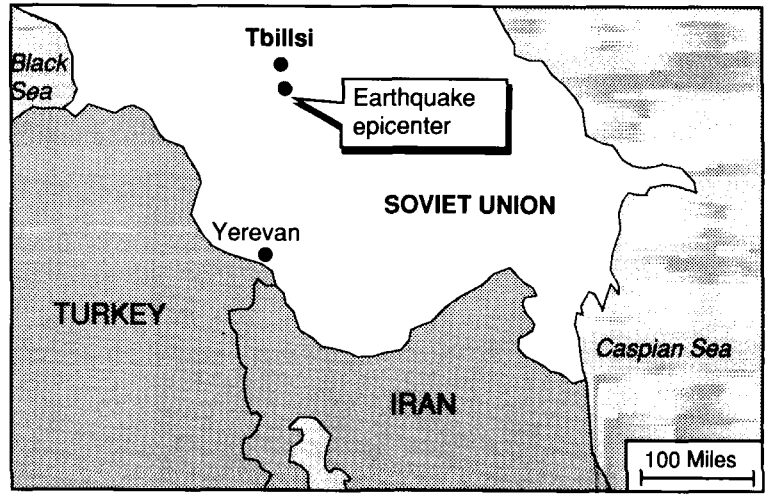 Tbillsi
Black
Sea
Earthquake
epicenter
SOVIET UNION
Yerevan
TURKEY
Caspian Sea
IRAN
100 Miles